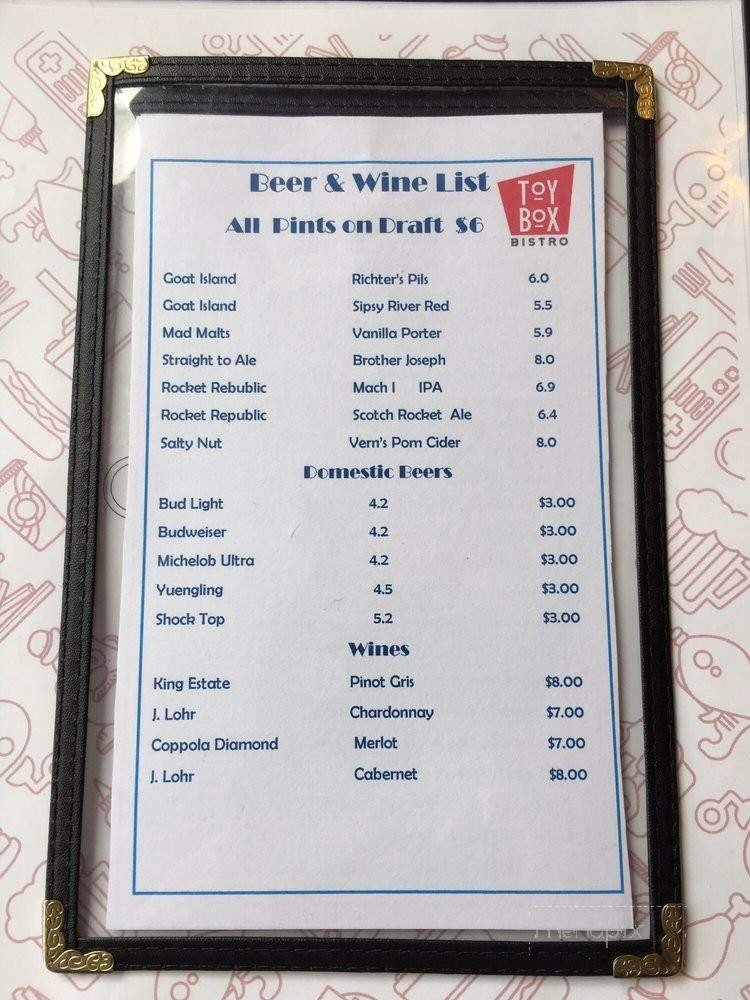 Beer & Wine List
TOY
BOX
BISTRO
All Pints on Draft $6
Goat Island Richter's Pils 6.0
Goat Island Sipsy River Red 5.5
Mad Malts Vanilla Porter 5.9
Straight to Ale Brother Joseph 8.0
Rocket Rebublic Mach I IPA 6.9
Rocket Republic Scotch Rocket Ale 6.4
Salty Nut Vern's Pom Cider 8.0
Domestic Beers
Bud Light 4.2 $3.00
Budweiser 4.2 $3.00
Michelob Ultra 4.2 $3.00
Yuengling 4.5 $3.00
Shock Top 5.2 $3.00
Wines
King Estate Pinot Gris $8.00
J. Lohr Chardonnay $7.00
Coppola Diamond Merlot $7.00
J. Lohr Cabernet $8.00
menupix